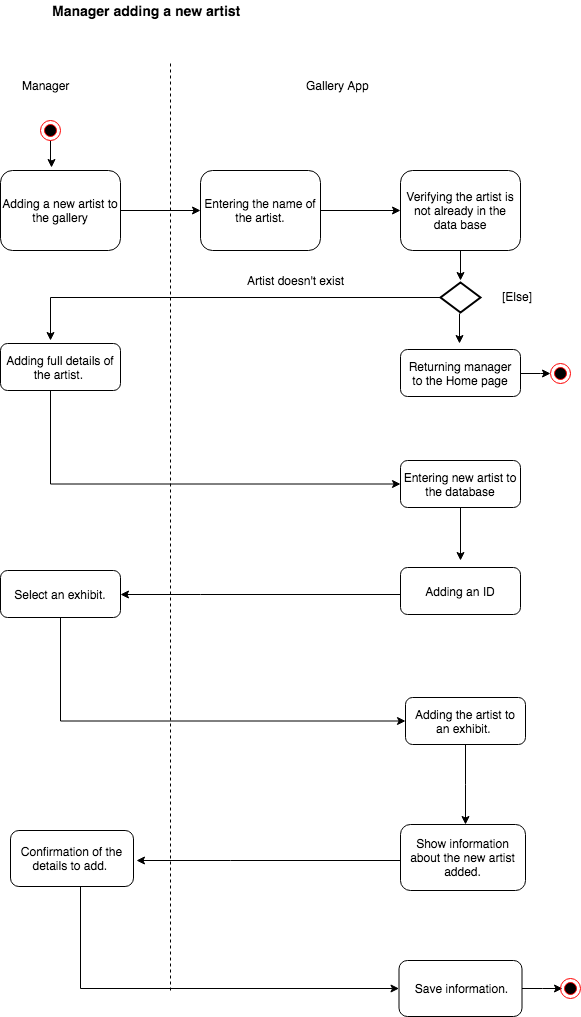 Manager adding a new artist
Manager
Gallery App
Adding a new artist to
the gallery
Entering the name of
the artist.
Verifying the artist is
not already in the
data base
Artist doesn't exist
[Else]
Adding full details of
the artist.
Returning manager
to the Home page
Entering new artist to
the database
Select an exhibit.
Adding an ID
Adding the artist to
an exhibit.
Confirmation of the
details to add.
Show information
about the new artist
added.
Save information.